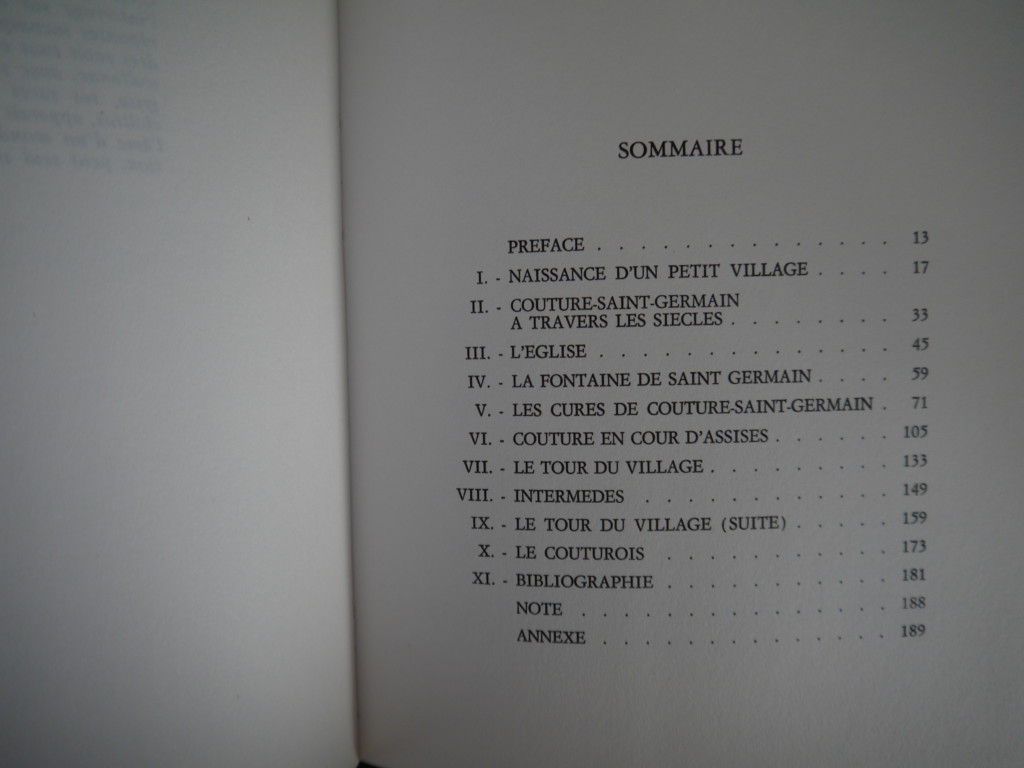 SOMMAIRE
PREFACE . . . . . . . . . . . . . . 13
I. - NAISSANCE D'UN PETIT VILLAGE . . . . 17
II. - COUTURE-SAINT-GERMAIN
A TRAVERS LES SIECLES . . . . . . . . 33
III. - L'EGLISE . . . . . . . . . . . . . . 45
IV. - LA FONTAINE DE SAINT GERMAIN . . . . 59
V. - LES CURES DE COUTURE-SAINT-GERMAIN . 71
VI. - COUTURE EN COUR D'ASSISES . . . . . . 105
VII. - LE TOUR DU VILLAGE . . . . . . . . . 133
VIII. - INTERMEDES . . . . . . . . . . . . 149
IX. - LE TOUR DU VILLAGE (SUITE) . . . . . 159
X. - LE COUTUROIS . . . . . . . . . . . 173
XI. - BIBLIOGRAPHIE . . . . . . . . . . . 181
NOTE . . . . . . . . . . . . . . . 188
ANNEXE . . . . . . . . . . . . . . 189